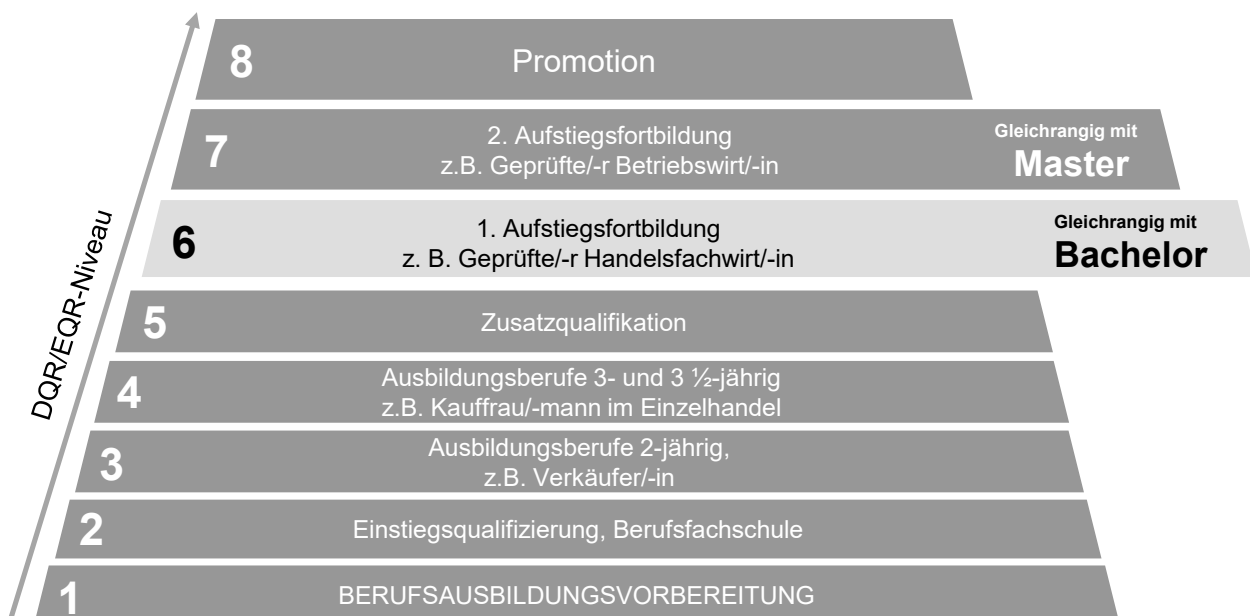 8
Promotion
7
2. Aufstiegsfortbildung
z.B. Geprüfte/-r Betriebswirt/-in
Gleichrangig mit
Master
6
1. Aufstiegsfortbildung
z. B. Geprüfte/-r Handelsfachwirt/-in
Gleichrangig mit
Bachelor
5
Zusatzqualifikation
4
Ausbildungsberufe 3- und 3 ½-jährig
z.B. Kauffrau/-mann im Einzelhandel
3
Ausbildungsberufe 2-jährig,
z.B. Verkäufer/-in
2
Einstiegsqualifizierung, Berufsfachschule
1
BERUFSAUSBILDUNGSVORBEREITUNG
DQR/EQR-Niveau